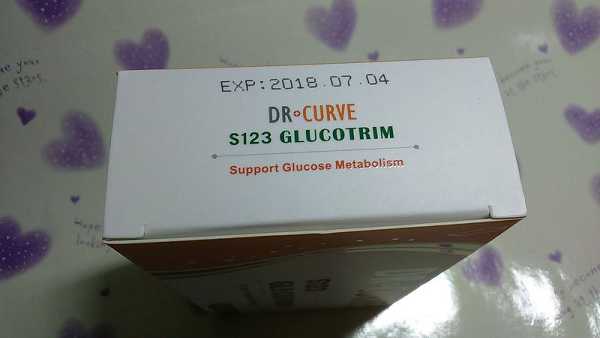 EXP:2018.07.04
DR CURVE
S123 GLUCOTRIM
Support Glucose Metabolism